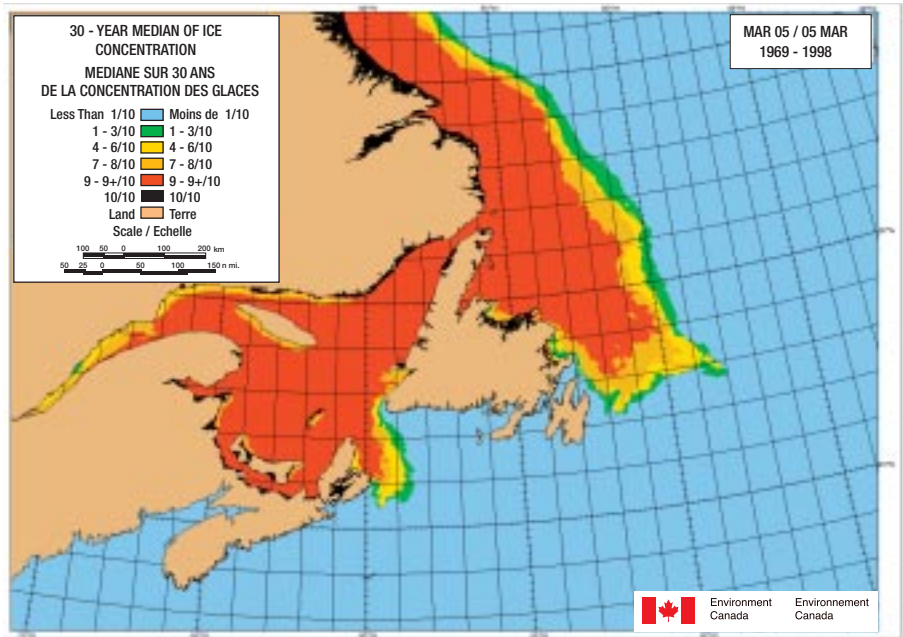 30 - YEAR MEDIAN OF ICE
CONCENTRATION
MEDIANE SUR 30 ANS
DE LA CONCENTRATION DES GLACES
Less Than 1/10 Moins de 1/10
1 - 3/10 1 - 3/10
4 - 6/10 4 - 6/10
7 - 8/10 7 - 8/10
9 - 9+/10 9 - 9+/10
10/10 10/10
Land Terre
Scale / Echelle
100 50 0 100 200 km
50 25 0 50 100 150 n mi.
MAR 05 / 05 MAR
1969 - 1998
Environment Environnement
Canada Canada